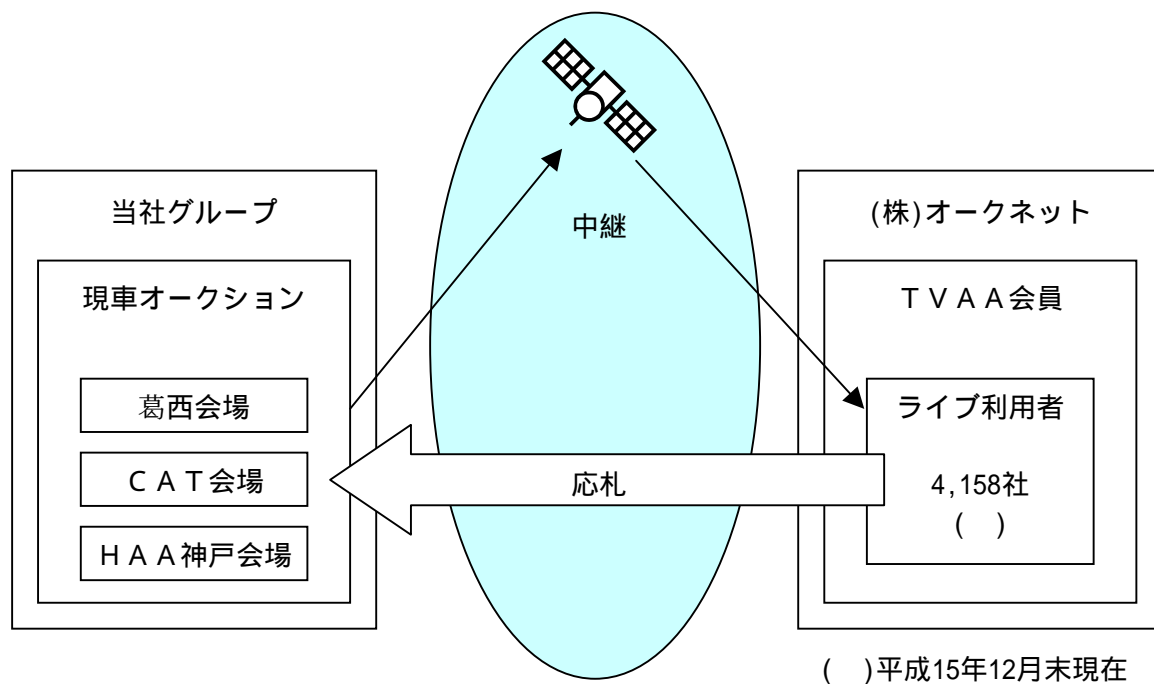 当社グループ
現車オークション
葛西会場
ＣＡＴ会場
ＨＡＡ神戸会場
中継
応札
(株)オークネット
ＴＶＡＡ会員
ライブ利用者
4,158社
(　)
(　)平成15年12月末現在